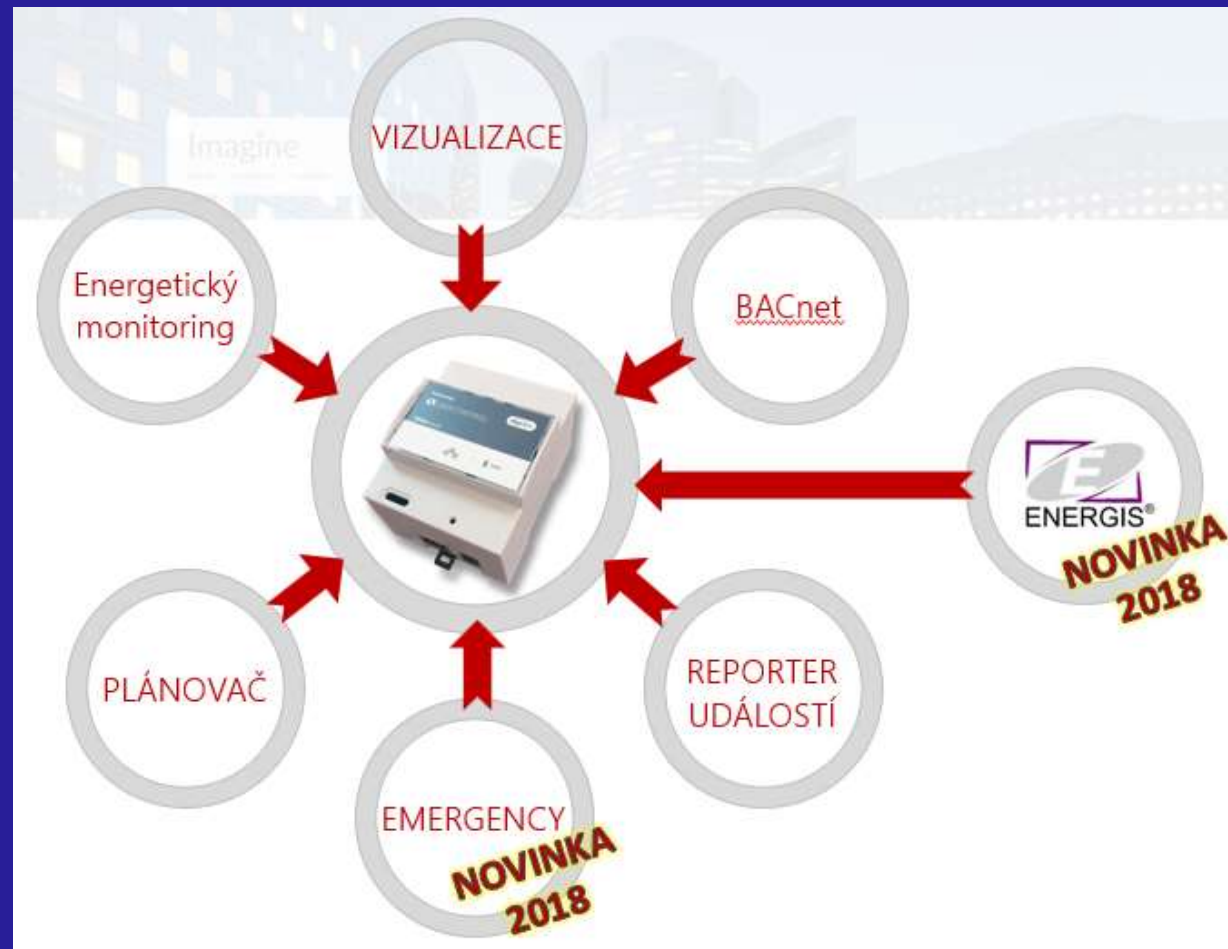 Imagine
VIZUALIZACE
Energetický
monitoring
BACnet
E
ENERGIS®
NOVINKA
2018
PLÁNOVAČ
REPORTER
UDÁLOSTÍ
EMERGENCY
NOVINKA
2018